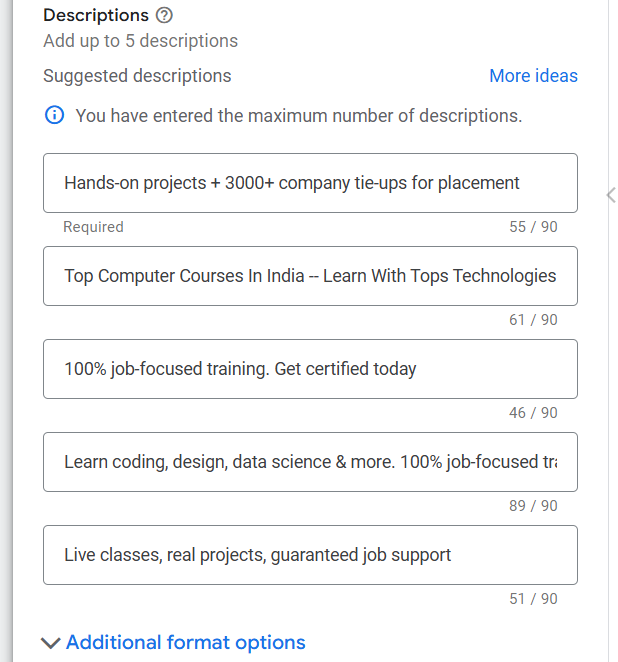 Descriptions
Add up to 5 descriptions
Suggested descriptions More ideas
You have entered the maximum number of descriptions.
Hands-on projects + 3000+ company tie-ups for placement
Required 55 / 90
Top Computer Courses In India -- Learn With Tops Technologies
61 / 90
100% job-focused training. Get certified today
46 / 90
Learn coding, design, data science & more. 100% job-focused
89 / 90
Live classes, real projects, guaranteed job support
51 / 90
Additional format options